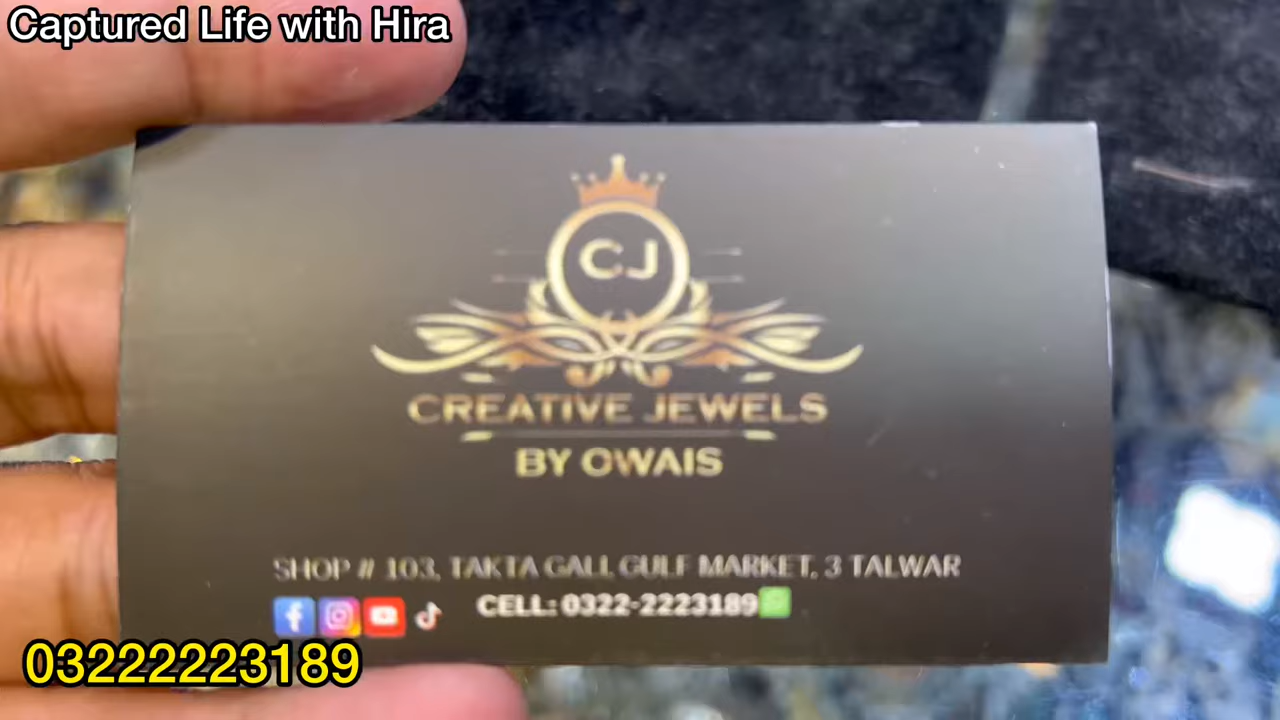 Captured Life with Hira
CJ
CREATIVE JEWELS
BY OWAIS
SHOP # 103, TAKTA GALI, GULF MARKET, 3 TALWAR
CELL: 0322-2223189
03222223189